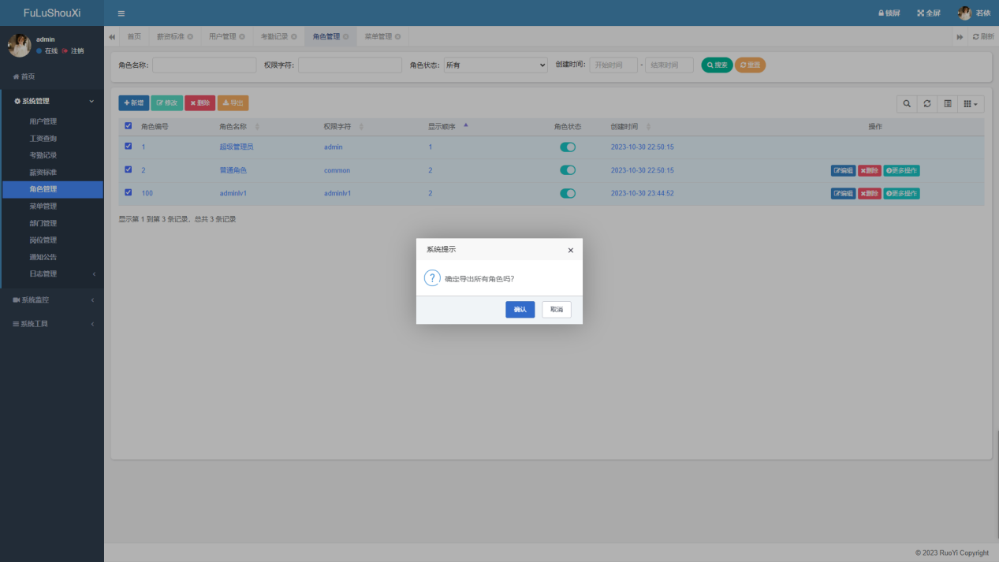 FuLuShouXi
锁屏 全屏 若依
admin
在线 注销
首页 薪资标准 用户管理 考勤记录 角色管理 菜单管理 刷新
首页
系统管理
用户管理
工资查询
考勤记录
薪资标准
角色管理
菜单管理
部门管理
岗位管理
通知公告
日志管理
系统监控
系统工具
角色名称: 权限字符: 角色状态: 所有 创建时间: 开始时间 - 结束时间 搜索 重置
新增 修改 删除 导出
角色编号 角色名称 权限字符 显示顺序 角色状态 创建时间 操作
1 超级管理员 admin 1 2023-10-30 22:50:15
2 普通角色 common 2 2023-10-30 22:50:15 编辑 删除 更多操作
100 adminlv1 adminlv1 2 2023-10-30 23:44:52 编辑 删除 更多操作
显示第 1 到第 3 条记录，总共 3 条记录
系统提示
确定导出所有角色吗？
确认 取消
© 2023 RuoYi Copyright